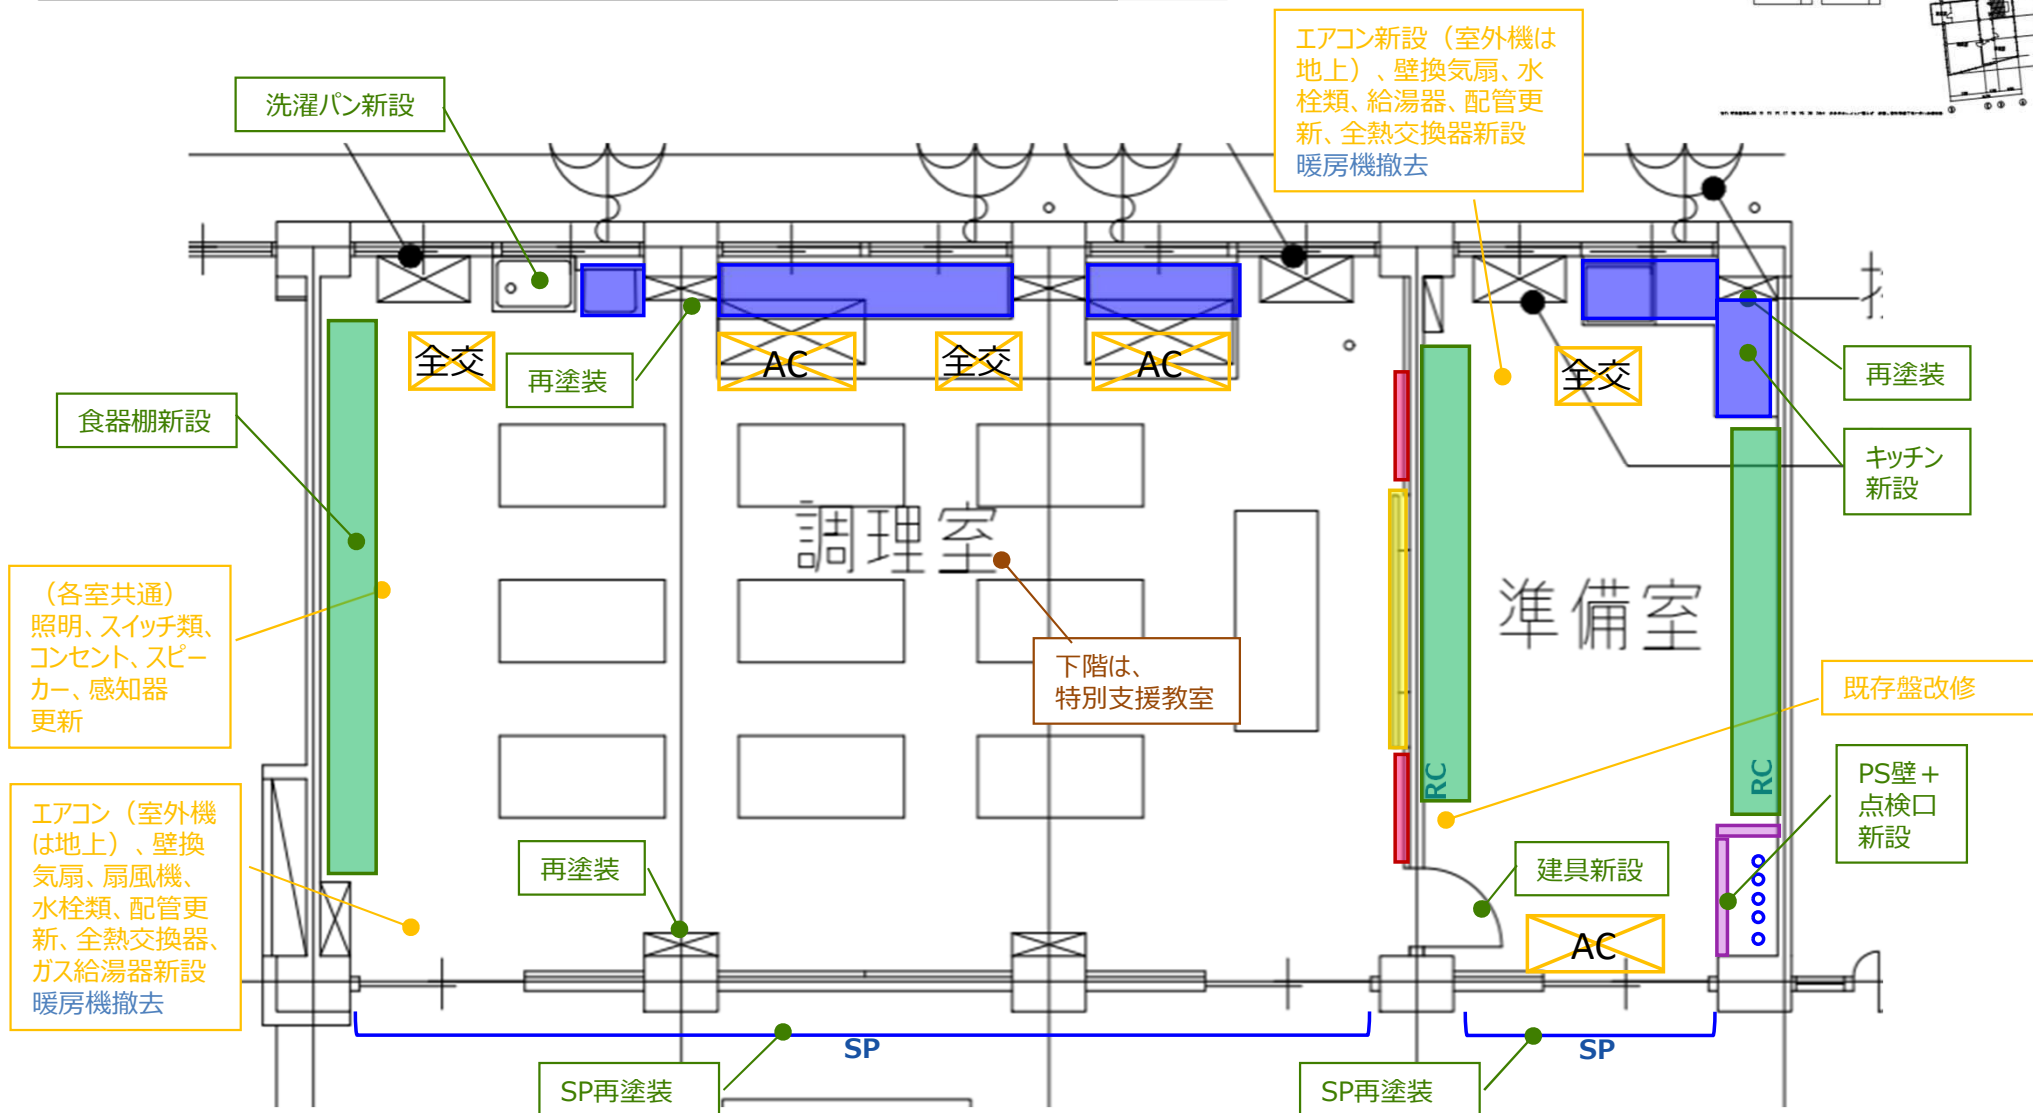 エアコン新設（室外機は
地上）、壁換気扇、水
栓類、給湯器、配管更
新、全熱交換器新設
暖房機撤去
洗濯パン新設
全交
AC
全交
AC
全交
再塗装
再塗装
食器棚新設
キッチン
新設
調理室
準備室
（各室共通）
照明、スイッチ類、
コンセント、スピー
カー、感知器
更新
下階は、
特別支援教室
既存盤改修
RC
RC
PS壁＋
点検口
新設
エアコン（室外機
は地上）、壁換
気扇、扇風機、
水栓類、配管更
新、全熱交換器、
ガス給湯器新設
暖房機撤去
再塗装
建具新設
AC
SP
SP
SP再塗装
SP再塗装